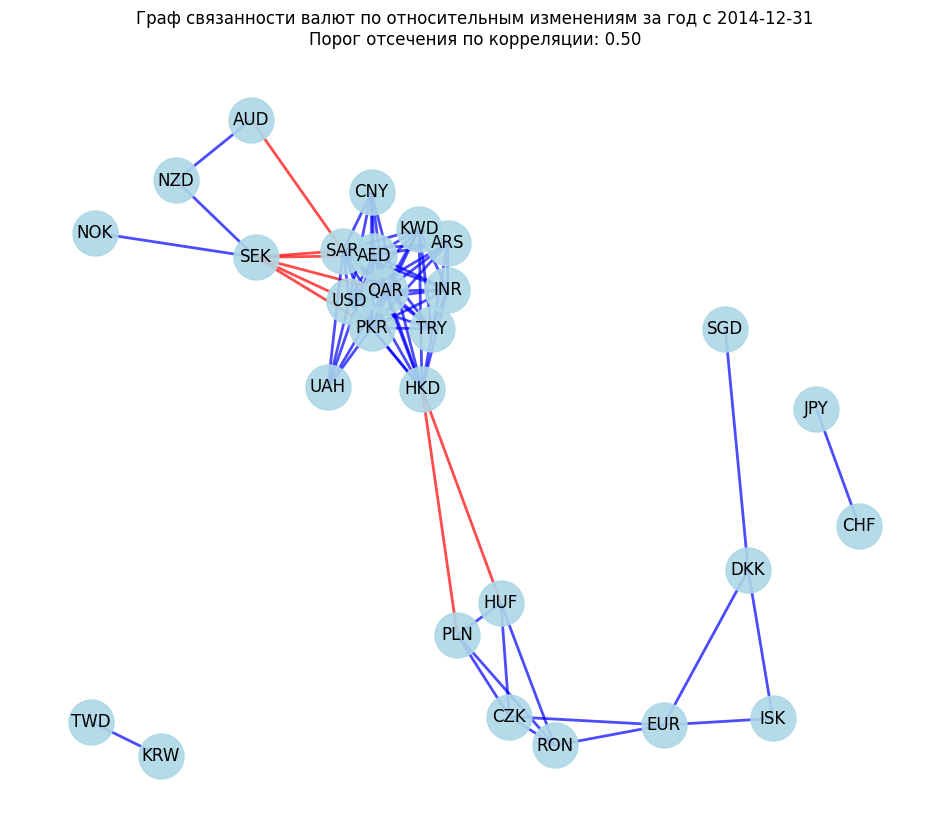 Граф связанности валют по относительным изменениям за год с 2014-12-31
Порог отсечения по корреляции: 0.50
AUD
NZD
CNY
NOK
KWD
ARS
SAR
AED
SEK
QAR
INR
USD
PKR
TRY
SGD
UAH
HKD
JPY
CHF
DKK
HUF
PLN
CZK
EUR
ISK
TWD
RON
KRW